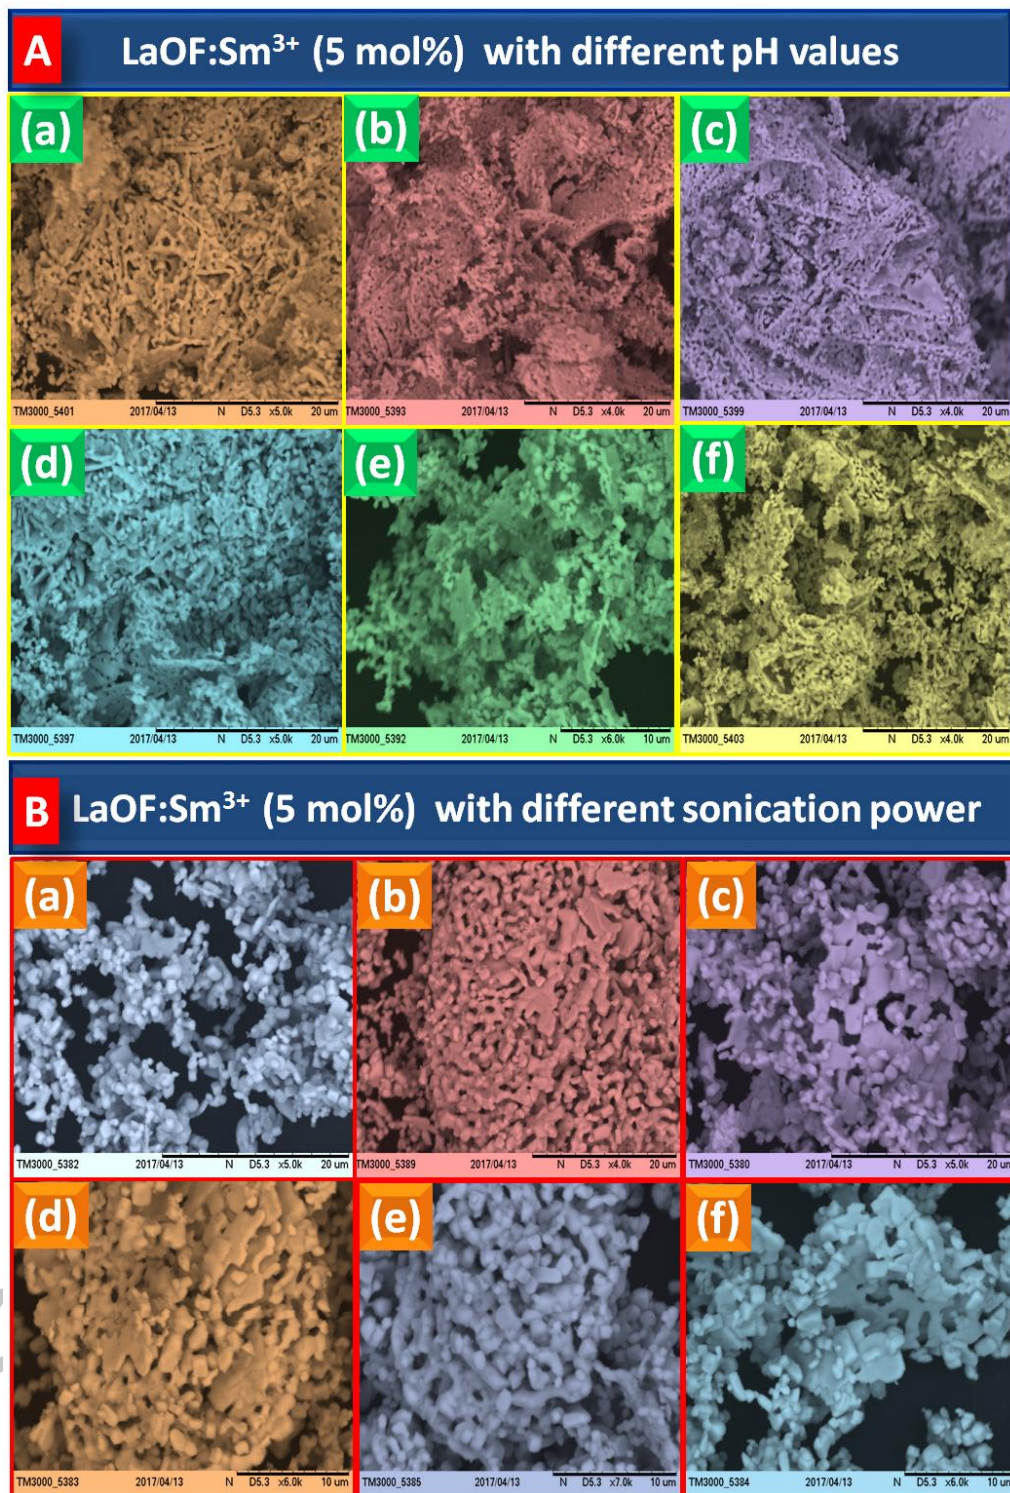 A LaOF:Sm³⁺ (5 mol%) with different pH values
(a) (b) (c)
TM3000_5401 2017/04/13 N D5.3 x5.0k 20 um
TM3000_5393 2017/04/13 N D5.3 x4.0k 20 um
TM3000_5399 2017/04/13 N D5.3 x4.0k 20 um
(d) (e) (f)
TM3000_5397 2017/04/13 N D5.3 x5.0k 20 um
TM3000_5392 2017/04/13 N D5.3 x6.0k 10 um
TM3000_5403 2017/04/13 N D5.3 x4.0k 20 um
B LaOF:Sm³⁺ (5 mol%) with different sonication power
(a) (b) (c)
TM3000_5382 2017/04/13 N D5.3 x5.0k 20 um
TM3000_5389 2017/04/13 N D5.3 x4.0k 20 um
TM3000_5380 2017/04/13 N D5.3 x5.0k 20 um
(d) (e) (f)
TM3000_5383 2017/04/13 N D5.3 x6.0k 10 um
TM3000_5385 2017/04/13 N D5.3 x7.0k 10 um
TM3000_5384 2017/04/13 N D5.3 x6.0k 10 um